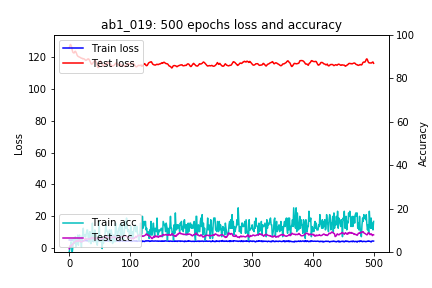 ab1_019: 500 epochs loss and accuracy
Train loss
Test loss
Train acc
Test acc
Loss
Accuracy
120
100
80
60
40
20
0
100
80
60
40
20
0
0
100
200
300
400
500